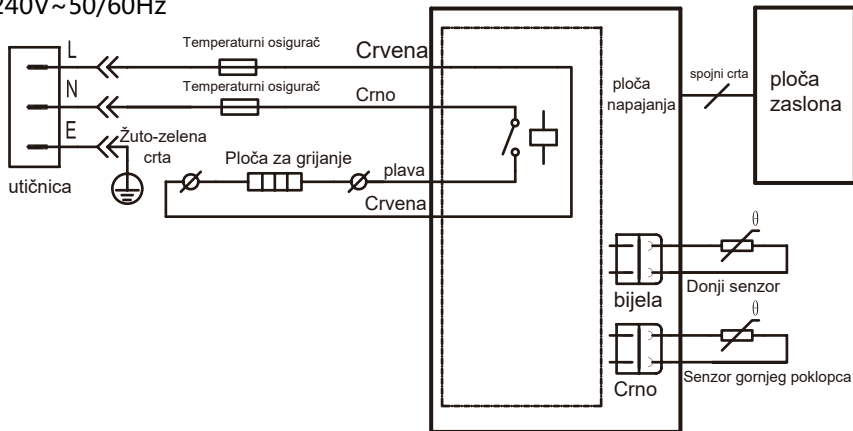 240V~50/60Hz
L
Temperaturni osigurač
Crvena
N
Temperaturni osigurač
Crno
E
Žuto-zelena
crta
utičnica
Ploča za grijanje
plava
Crvena
ploča
napajanja
spojni crta
ploča
zaslona
θ
bijela
Donji senzor
θ
Crno
Senzor gornjeg poklopca